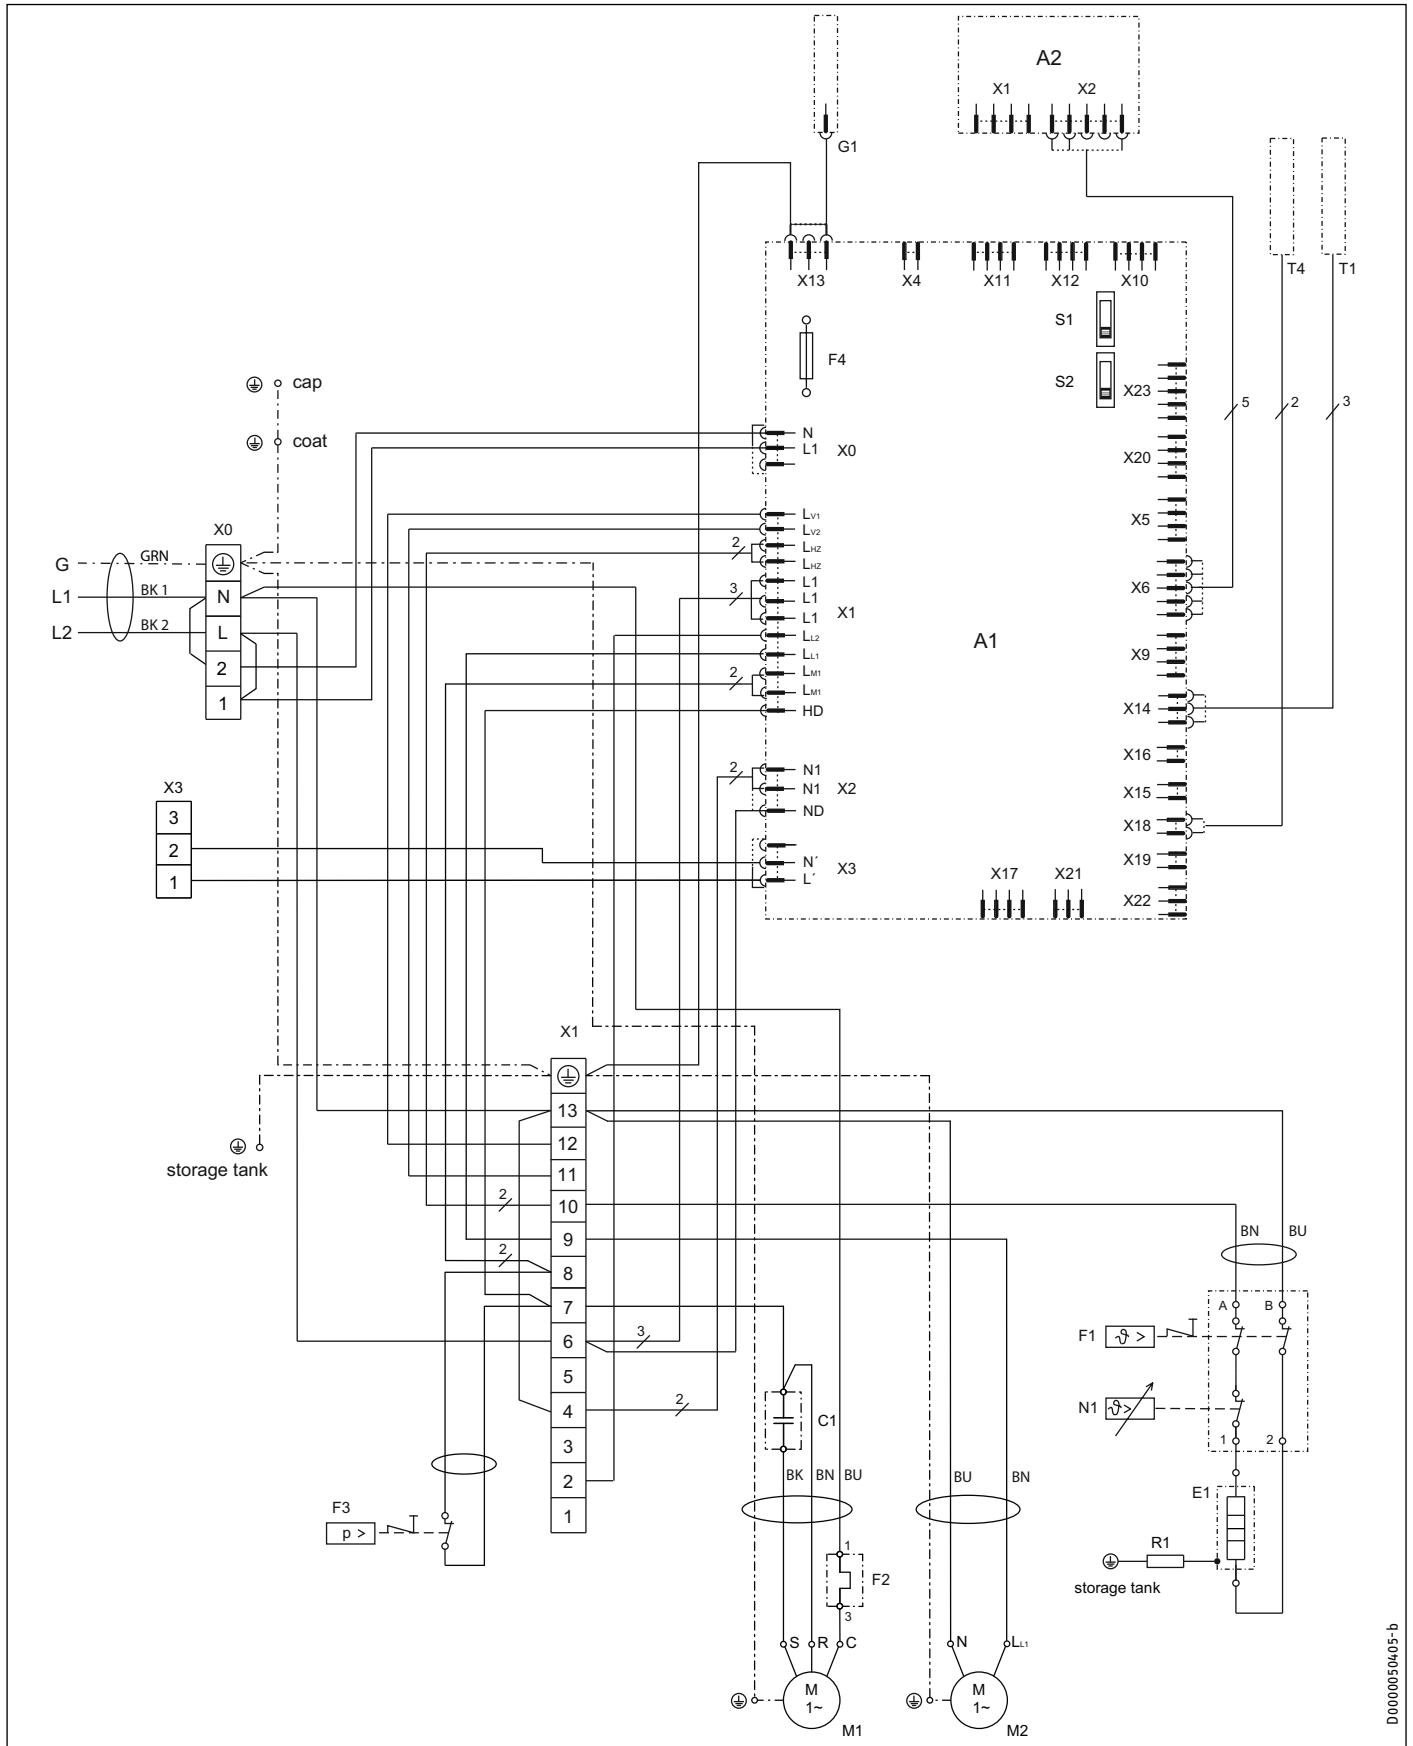 A2
X1 X2
G1
T4 T1
X13 X4 X11 X12 X10
S1
F4
S2
X23
5 2 3
cap
coat
N
L1 X0
X20
X0
LV1
LV2
X5
2 LHZ
LHZ
G GRN
L1 BK 1 N
L2 BK 2 L
2
1
3 L1
L1
L1 X1
X6
A1
LL2
LL1
X9
2 LM1
LM1
HD
X14
X16
2 N1
N1 X2
ND
X15
X3
3
2
1
X18
N´ X3
L´
X19
X17 X21
X22
X1
13
12
11
2 10
9
2 8
7
6 3
5
4 2
3
2
1
storage tank
BN BU
A B
F1 ϑ >
N1 ϑ >
1 2
C1
BK BN BU
BU BN
F3
p >
E1
R1
storage tank
1
F2
3
S R C
N LL1
M
1~
M1
M
1~
M2
D0000050405-b